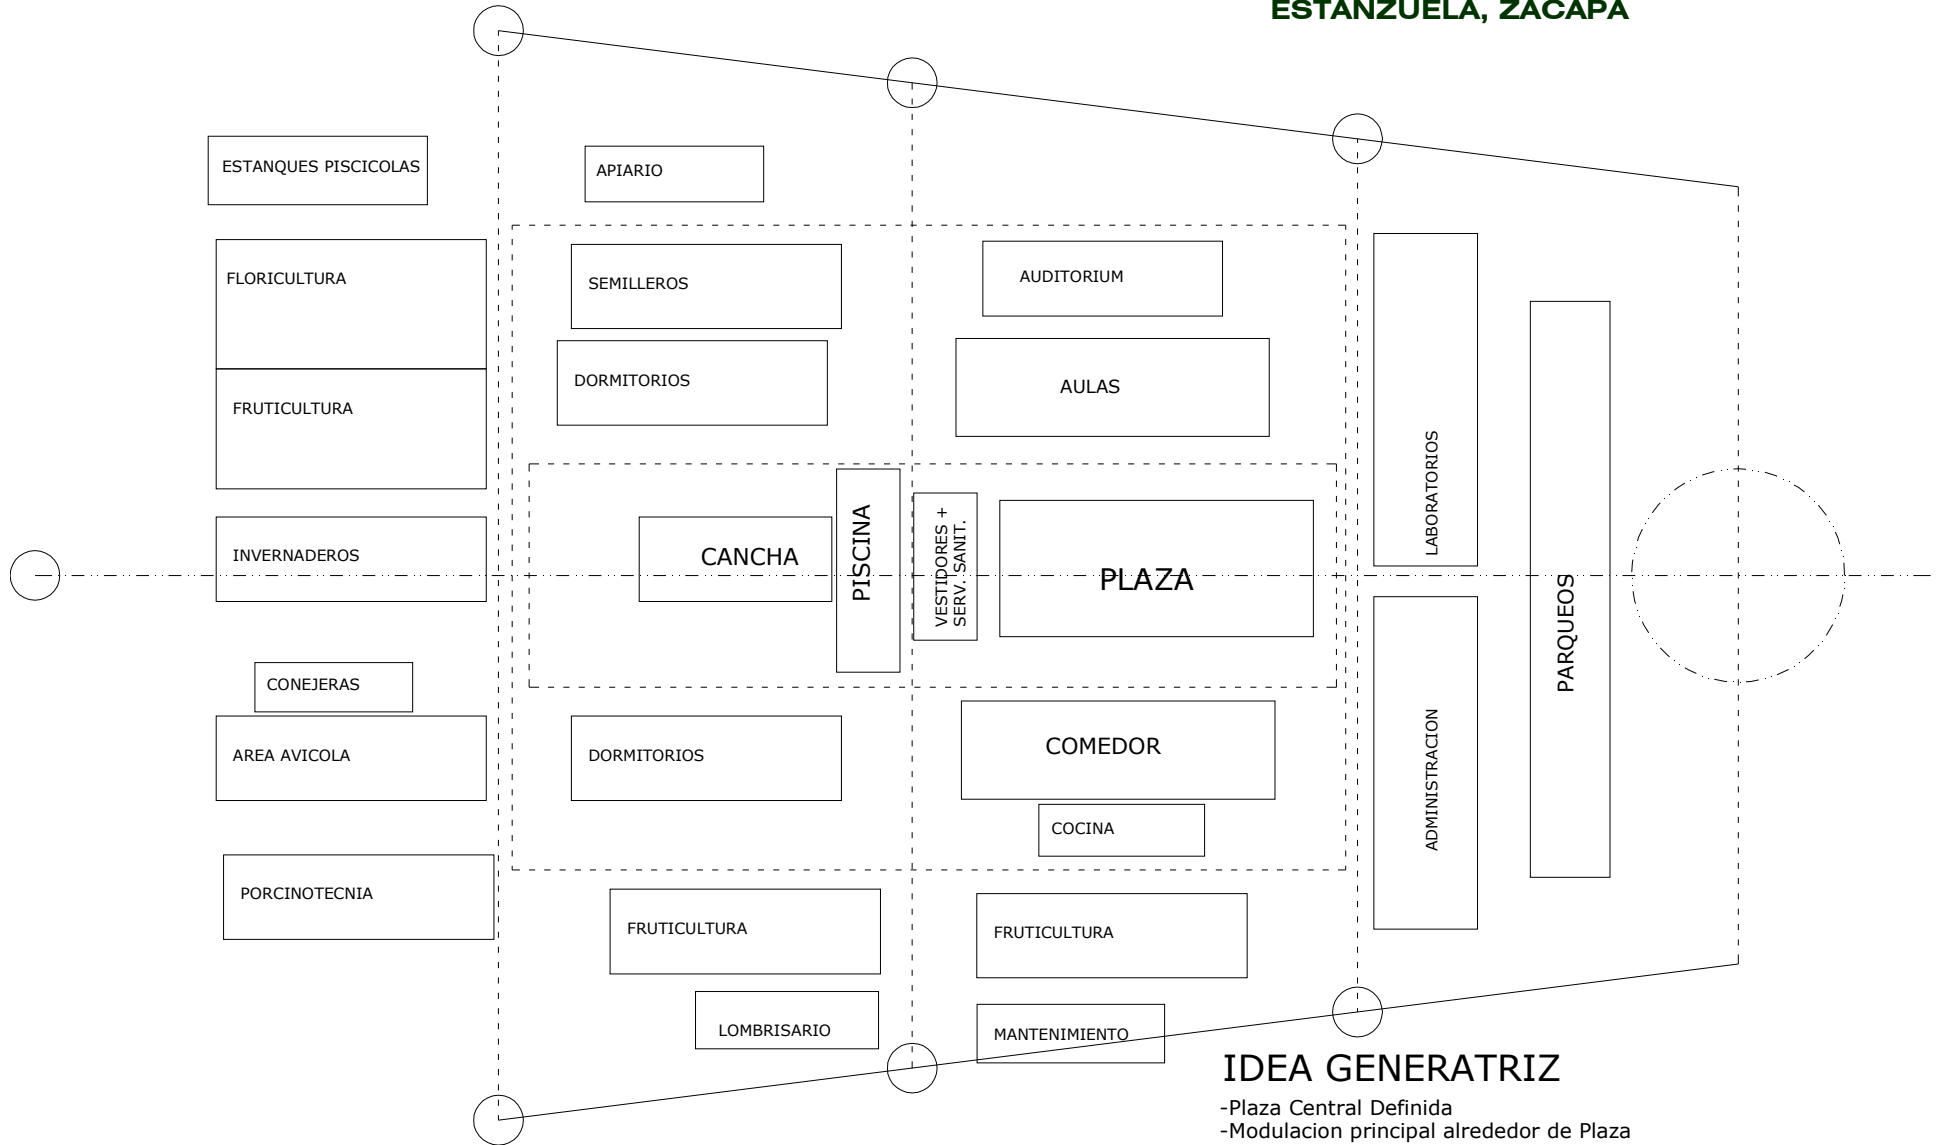 ESTANZUELA, ZACAPA
ESTANQUES PISCICOLAS
APIARIO
FLORICULTURA
SEMILLEROS
AUDITORIUM
DORMITORIOS
AULAS
FRUTICULTURA
LABORATORIOS
INVERNADEROS
CANCHA
PISCINA
VESTIDORES +
SERV. SANIT.
PLAZA
PARQUEOS
CONEJERAS
AREA AVICOLA
DORMITORIOS
COMEDOR
ADMINISTRACION
COCINA
PORCINOTECNIA
FRUTICULTURA
FRUTICULTURA
LOMBRISARIO
MANTENIMIENTO
IDEA GENERATRIZ
-Plaza Central Definida
-Modulacion principal alrededor de Plaza